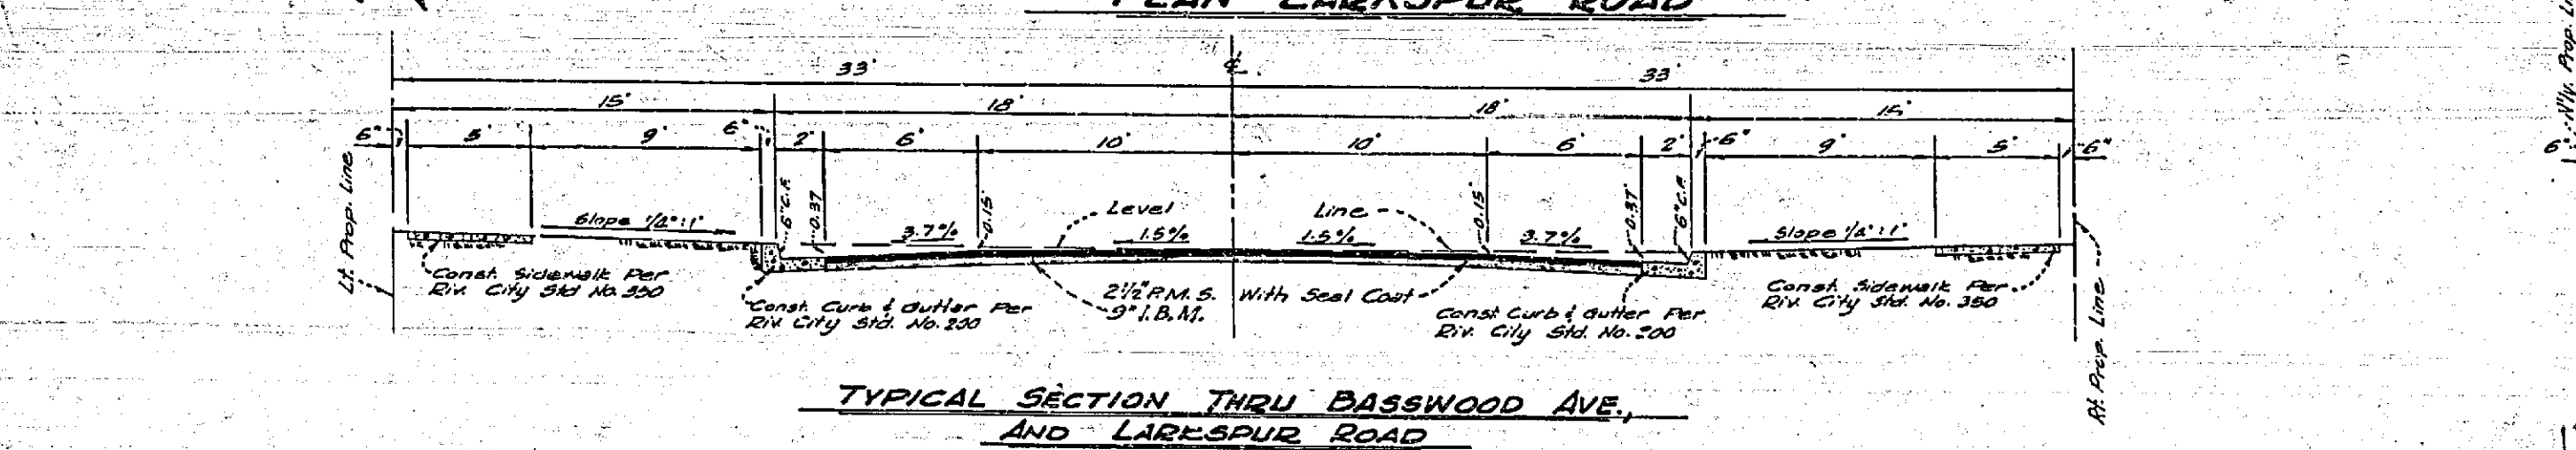 PLAN LARKSPUR ROAD
33' ℄ 33'
15' 18' 18' 15'
6" 5' 9' 6" 2' 6' 10' 10' 6' 2' 6" 9' 5' 6"
Lt. Prop. Line
Slope 1/4":1'
6" C.F.
-0.37
3.7%
-0.15'
Level Line
1.5% 1.5%
-0.15'
3.7%
-0.37'
6" C.F.
Slope 1/4":1'
Const. Sidewalk Per
Riv. City Std No. 350
Const. Curb & Gutter Per
Riv. City Std. No. 200
2 1/2" P.M.S. With Seal Coat
9" I.B.M.
Const Curb & Gutter Per
Riv. City Std. No. 200
Const. Sidewalk Per
Riv. City Std. No. 350
Rt. Prop. Line
TYPICAL SECTION THRU BASSWOOD AVE.,
AND LARKSPUR ROAD
6"